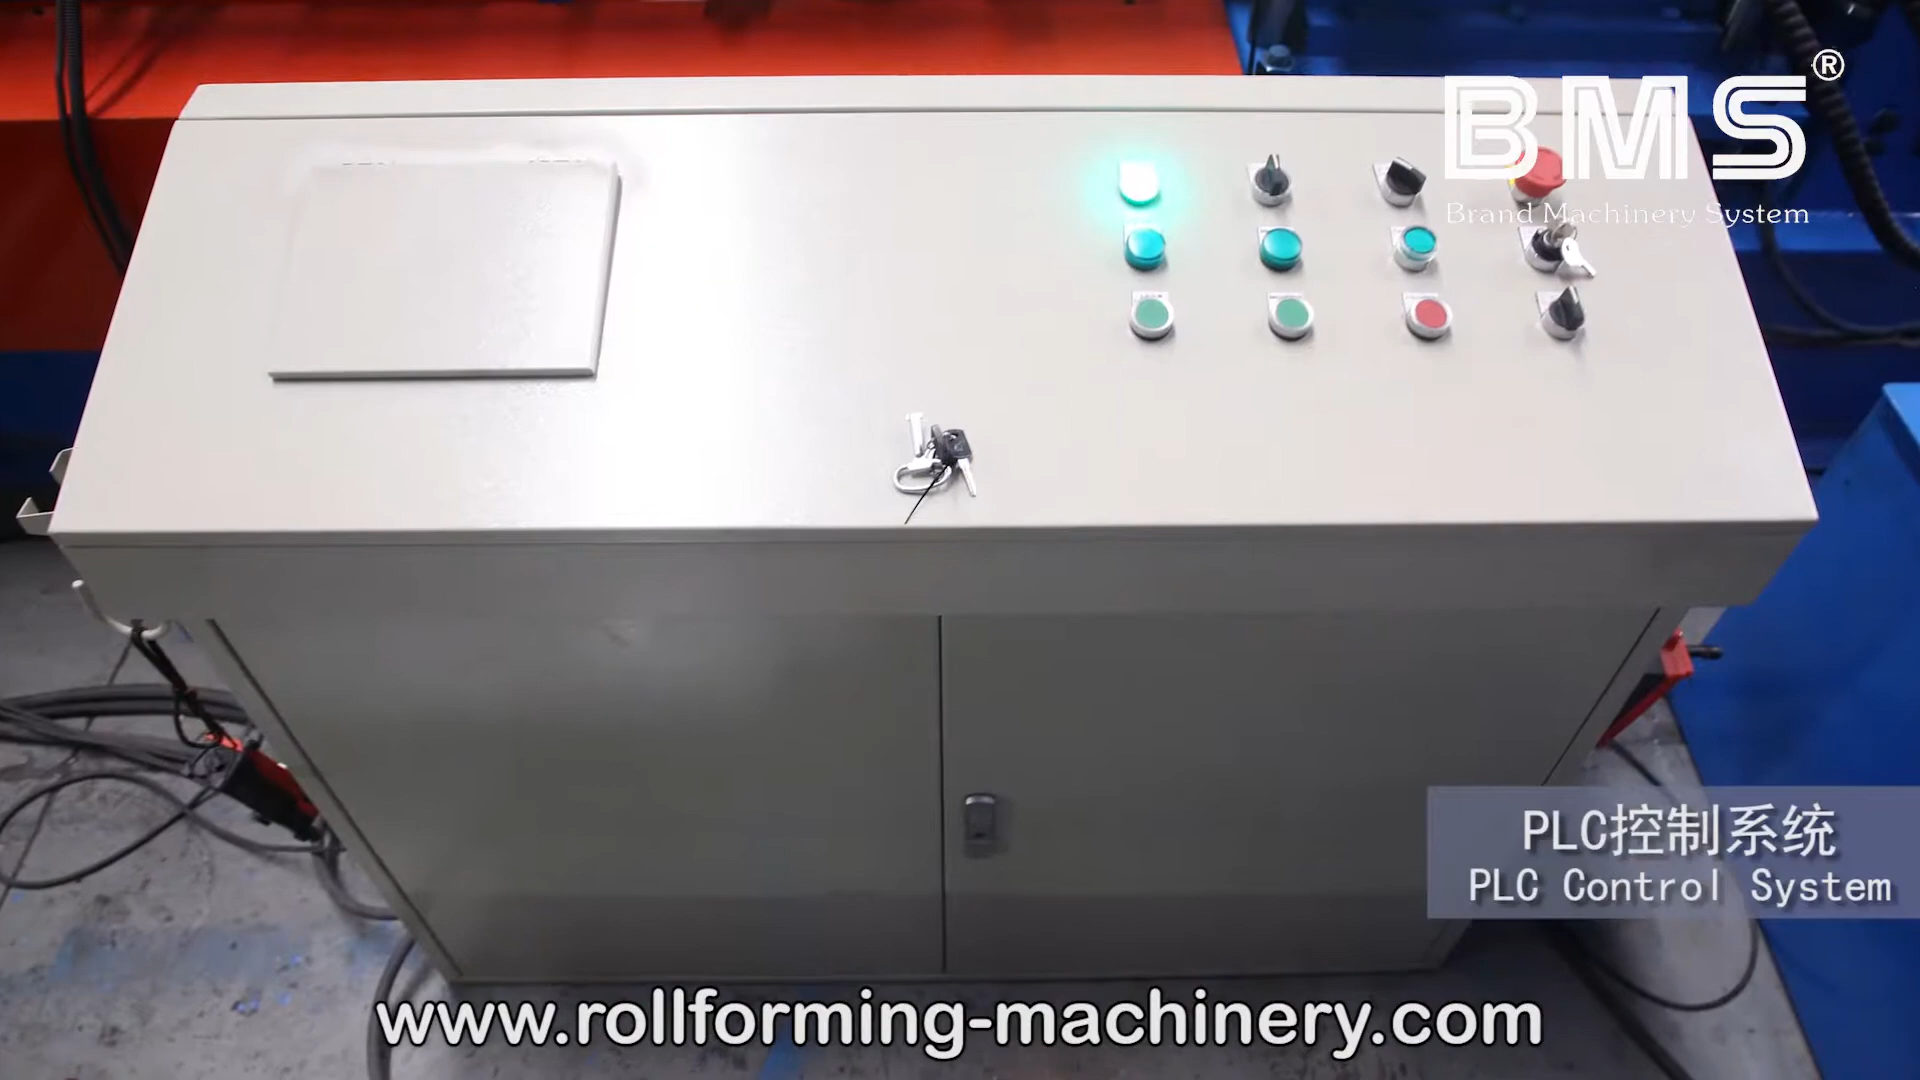 BMS®
Brand Machinery System
PLC控制系统
PLC Control System
www.rollforming-machinery.com